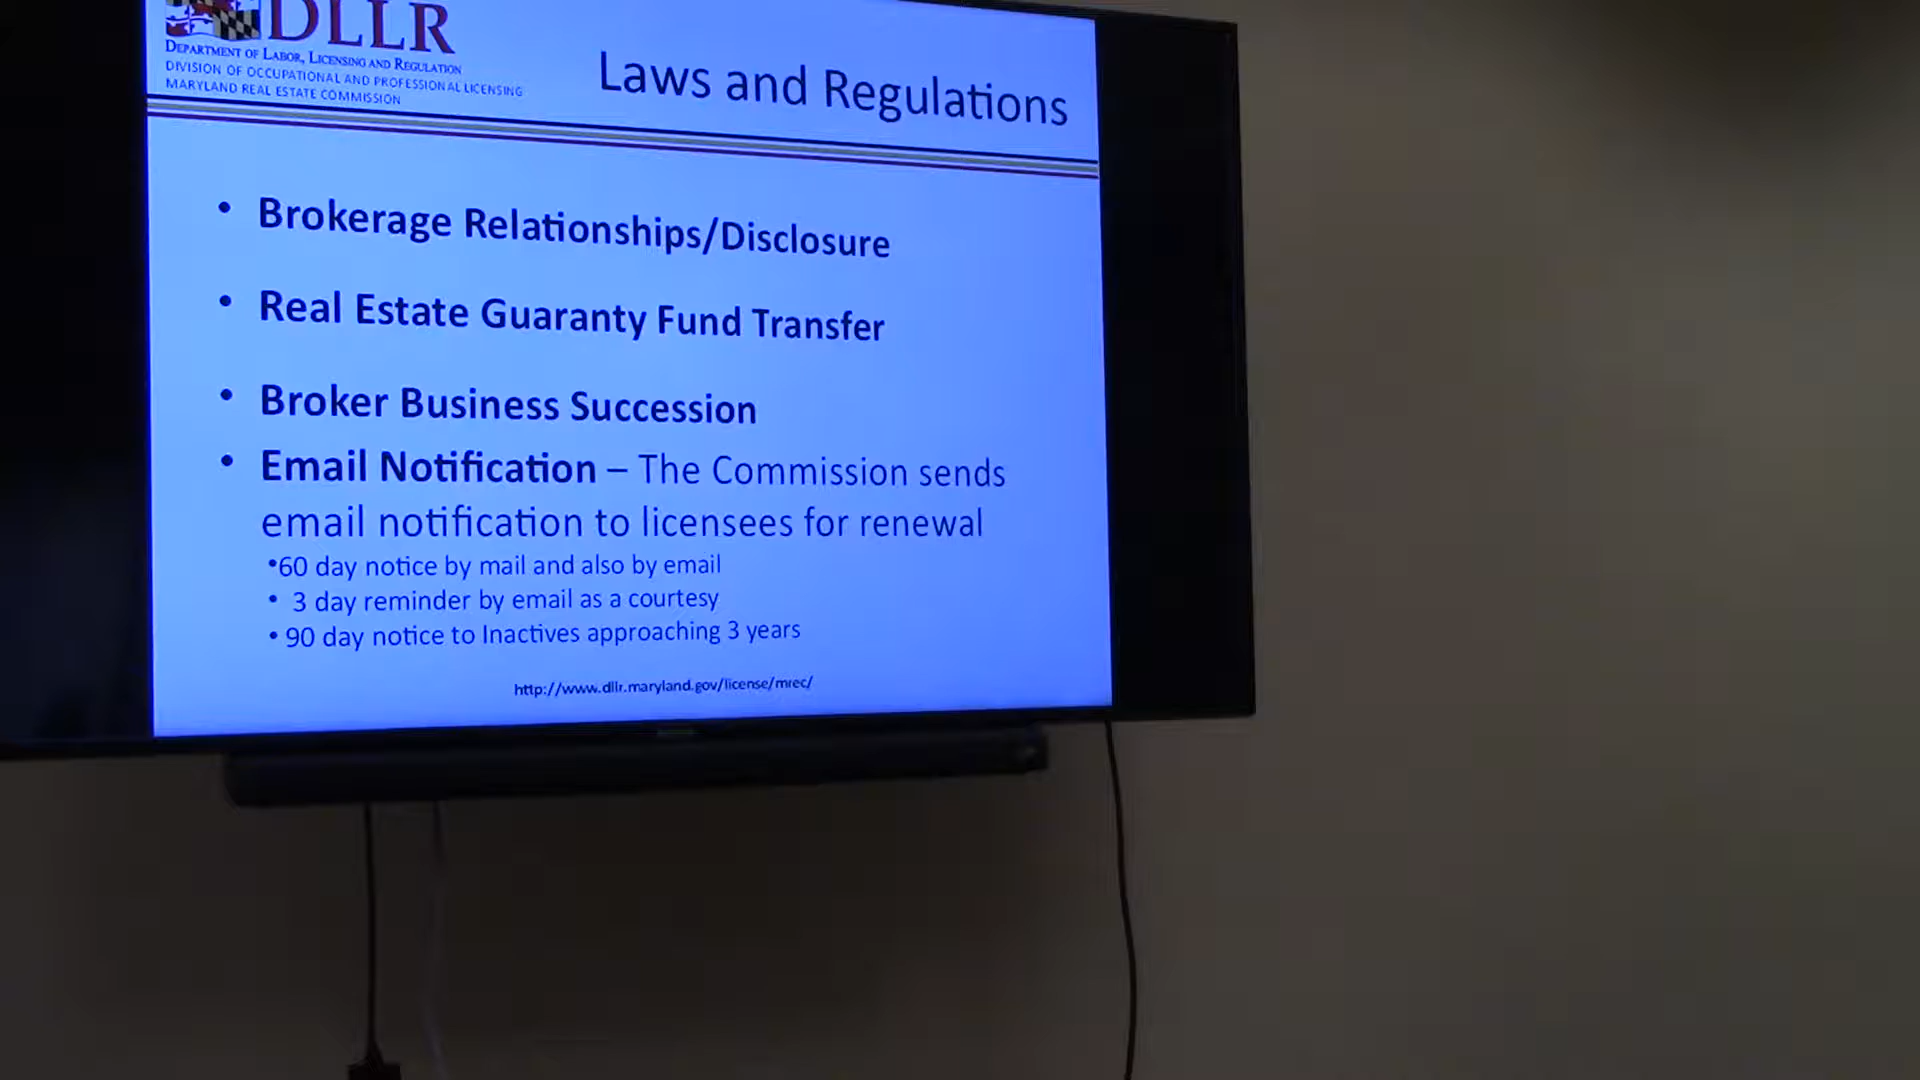 DLLR
DEPARTMENT OF LABOR, LICENSING AND REGULATION
DIVISION OF OCCUPATIONAL AND PROFESSIONAL LICENSING
MARYLAND REAL ESTATE COMMISSION
Laws and Regulations
• Brokerage Relationships/Disclosure
• Real Estate Guaranty Fund Transfer
• Broker Business Succession
• Email Notification – The Commission sends
email notification to licensees for renewal
•60 day notice by mail and also by email
• 3 day reminder by email as a courtesy
• 90 day notice to Inactives approaching 3 years
http://www.dllr.maryland.gov/license/mrec/